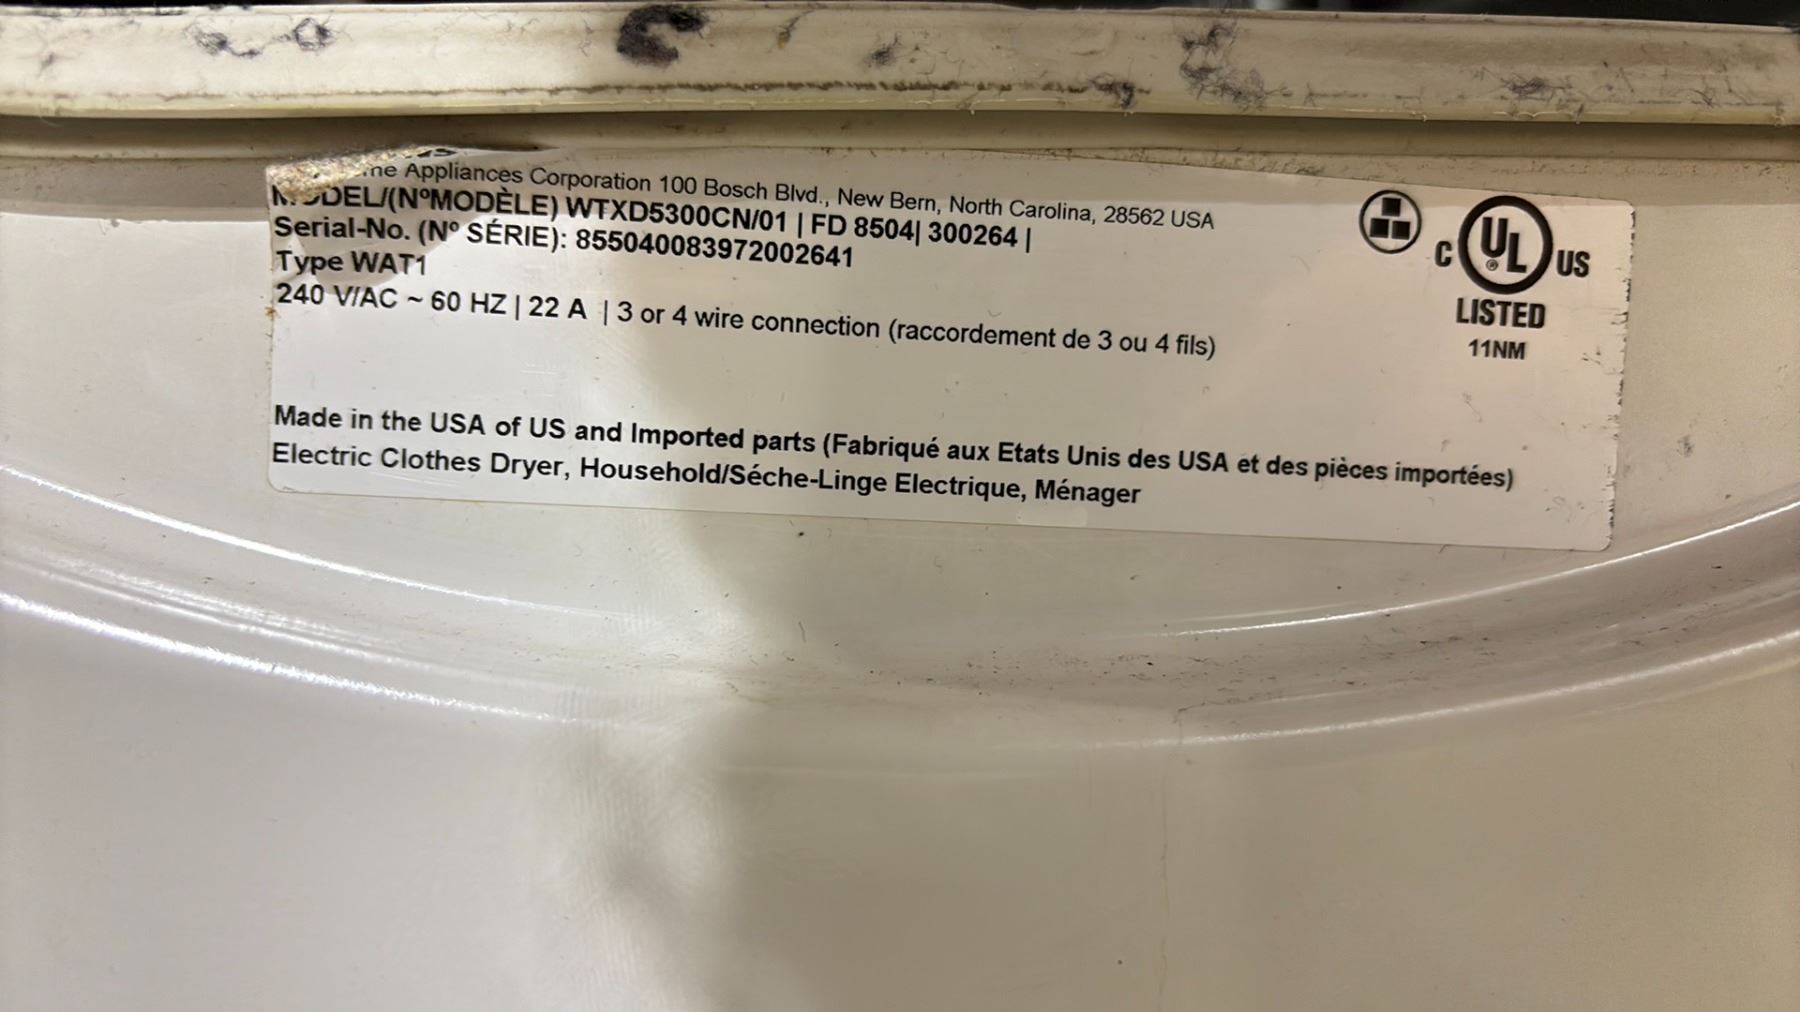 Appliances Corporation 100 Bosch Blvd., New Bern, North Carolina, 28562 USA
MODEL/(NºMODÈLE) WTXD5300CN/01 | FD 8504| 300264 |
Serial-No. (Nº SÉRIE): 855040083972002641
Type WAT1
240 V/AC ~ 60 HZ | 22 A | 3 or 4 wire connection (raccordement de 3 ou 4 fils)
C UL US
®
LISTED
11NM
Made in the USA of US and Imported parts (Fabriqué aux Etats Unis des USA et des pièces importées)
Electric Clothes Dryer, Household/Séche-Linge Electrique, Ménager